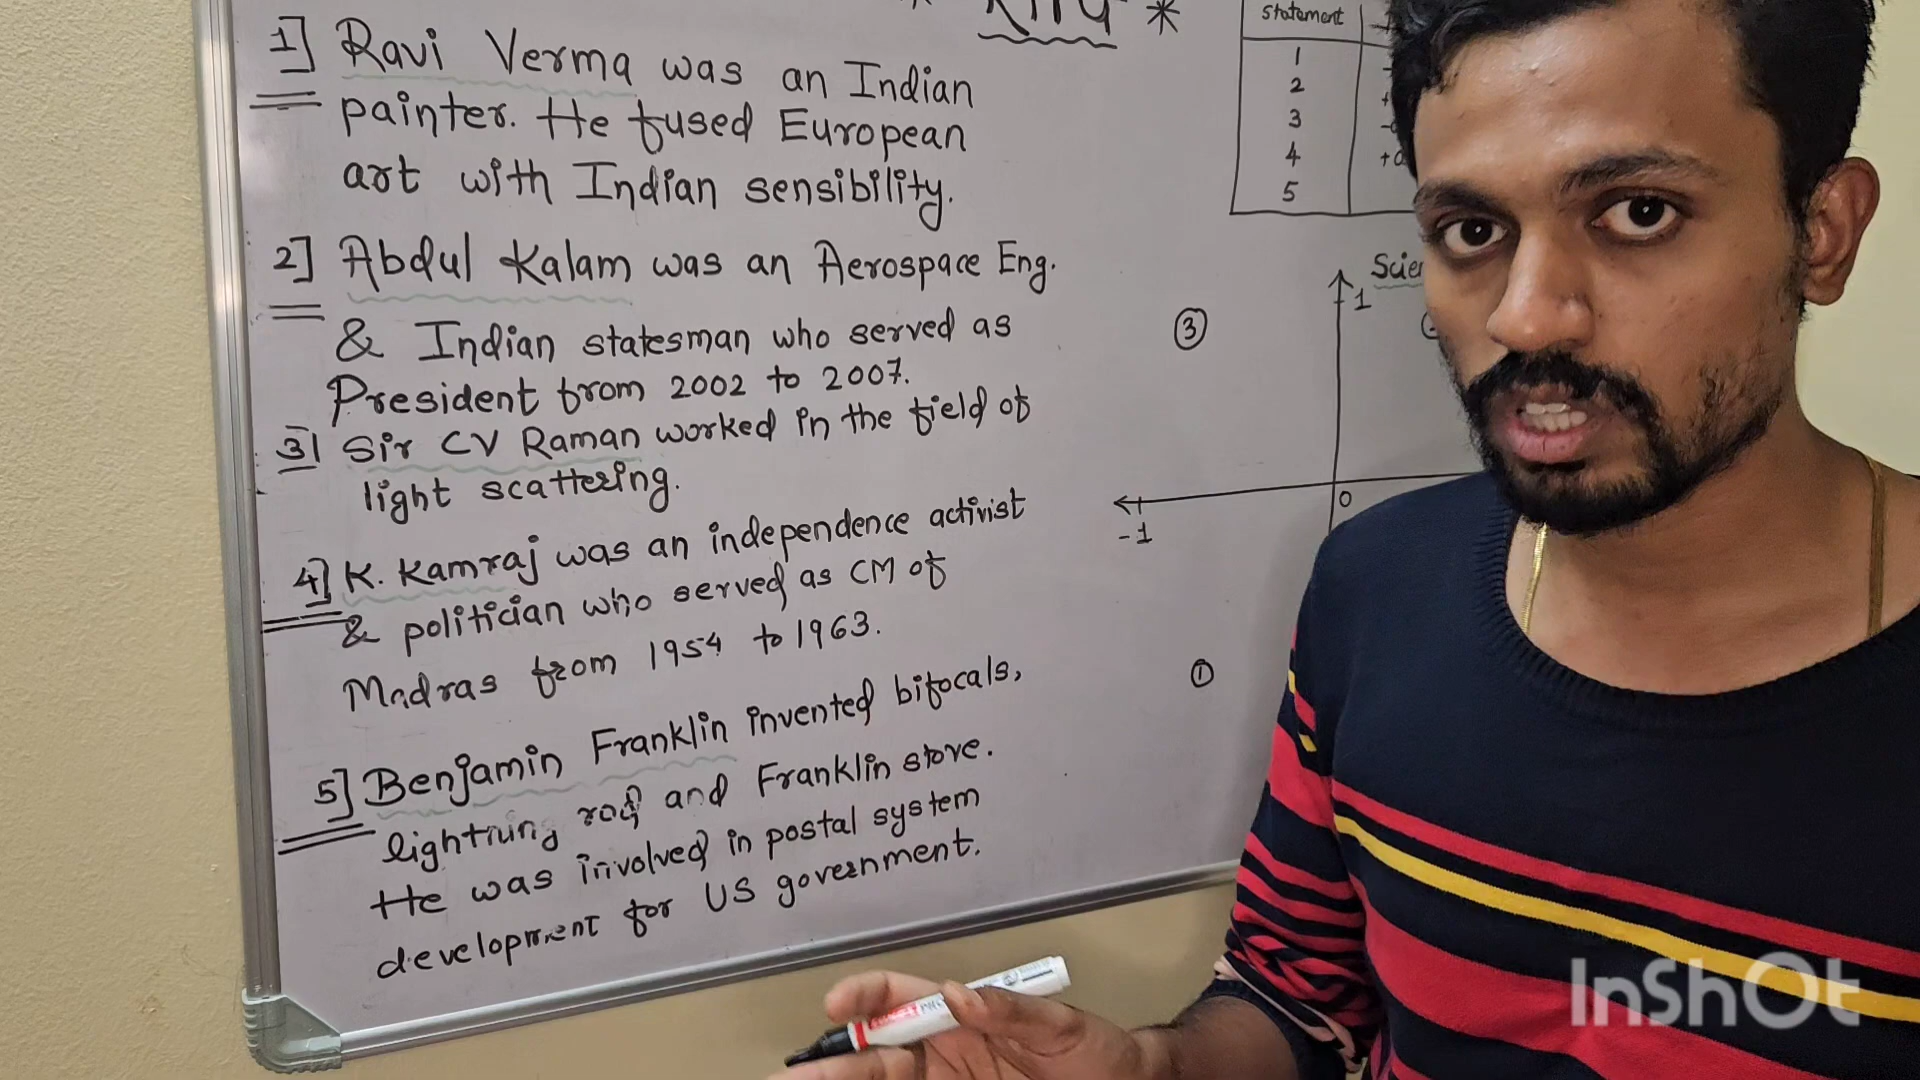 1] Ravi Verma was an Indian
painter. He fused European
art with Indian sensibility.
2] Abdul Kalam was an Aerospace Eng.
& Indian statesman who served as
President from 2002 to 2007.
3] Sir CV Raman worked in the field of
light scattering.
4] K. Kamraj was an independence activist
& politician who served as CM of
Madras from 1954 to 1963.
5] Benjamin Franklin invented bifocals,
lightning rod and Franklin stove.
He was involved in postal system
development for US government.
*
*
statement
1
2 +
3 -
4 +
5
1
3
0
-1
1
InShOt